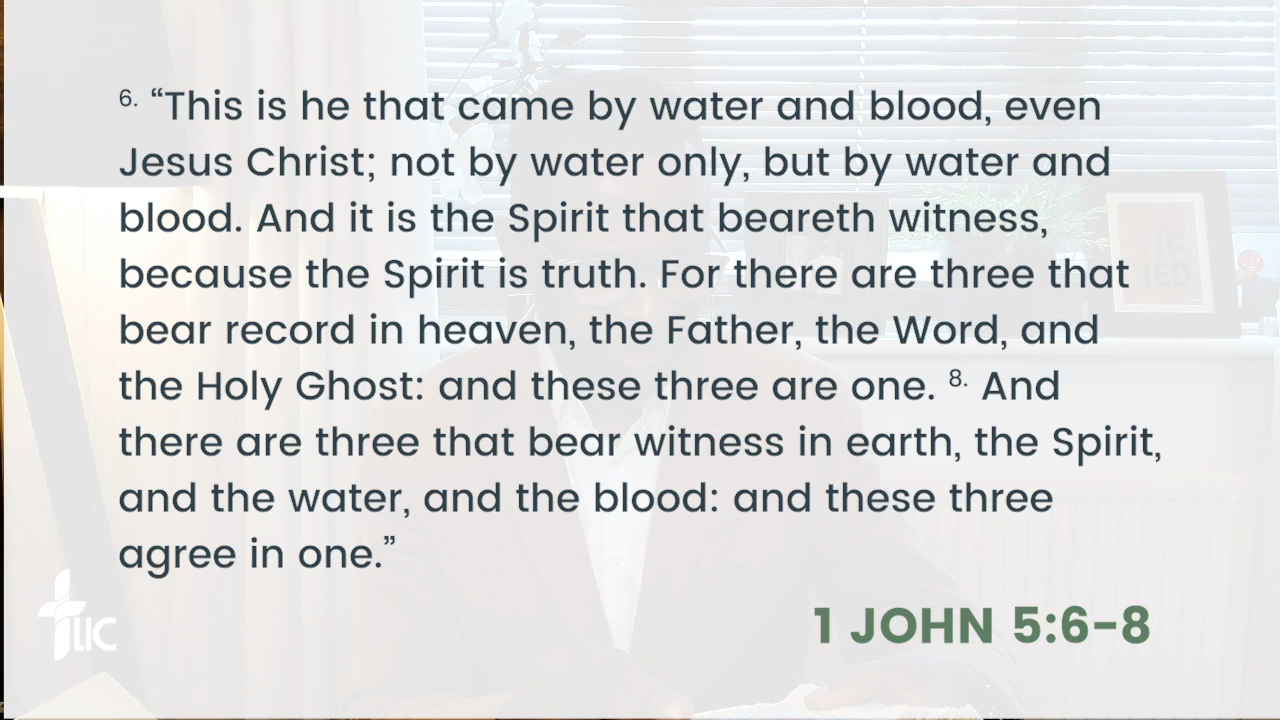 6. “This is he that came by water and blood, even
Jesus Christ; not by water only, but by water and
blood. And it is the Spirit that beareth witness,
because the Spirit is truth. For there are three that
bear record in heaven, the Father, the Word, and
the Holy Ghost: and these three are one. 8. And
there are three that bear witness in earth, the Spirit,
and the water, and the blood: and these three
agree in one.”
1 JOHN 5:6-8
LIC